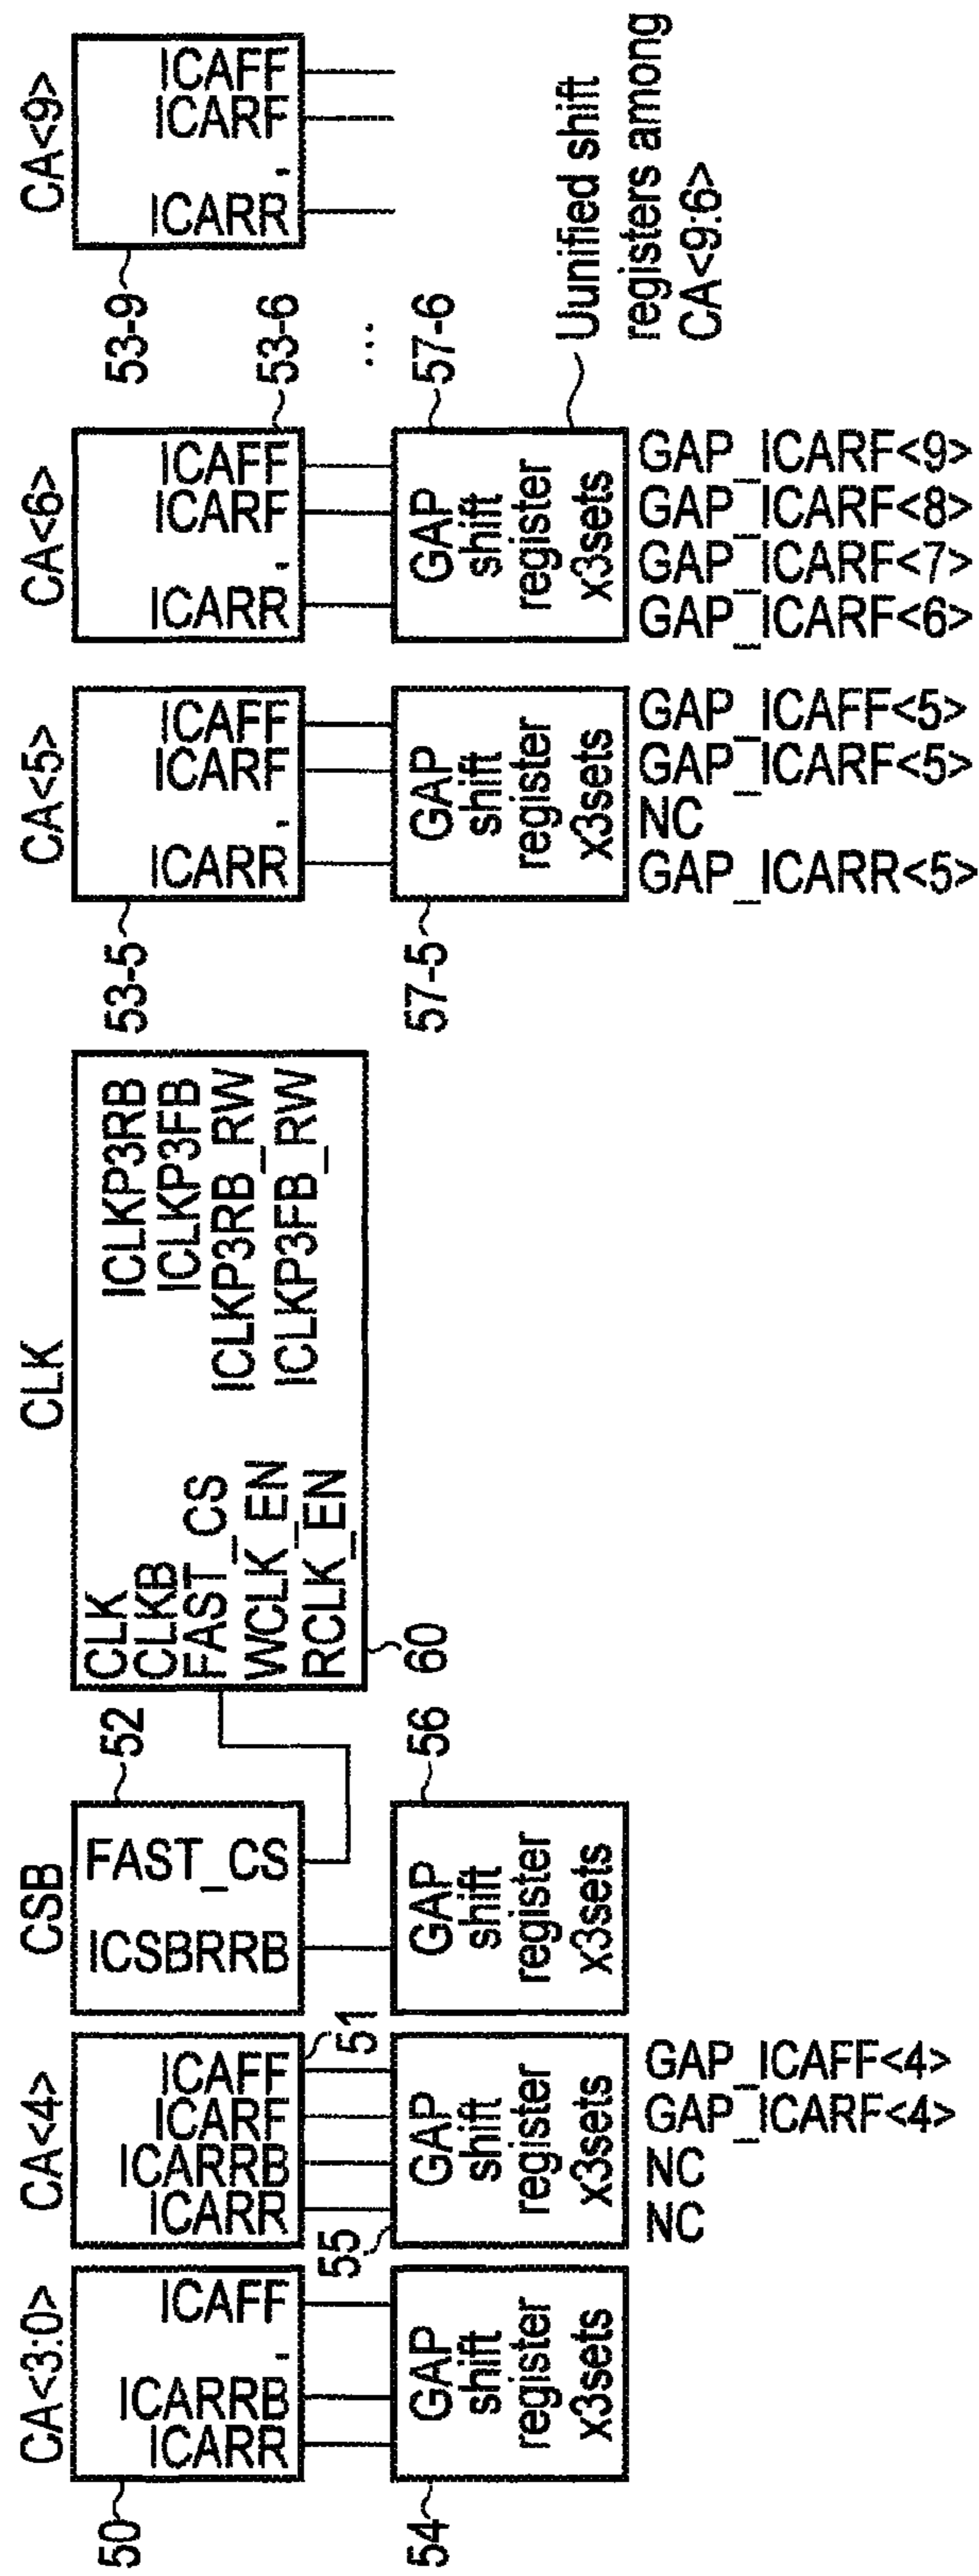 CA<3:0>
ICAFF
-
ICARRB
ICARR
50
GAP
shift
register
x3sets
54
CA<4>
ICAFF
ICARF
ICARRB
ICARR
51
GAP
shift
register
x3sets
55
GAP_ICAFF<4>
GAP_ICARF<4>
NC
NC
CSB
FAST_CS
ICSBRRB
52
GAP
shift
register
x3sets
56
CLK
CLK
CLKB
FAST_CS
WCLK_EN
RCLK_EN
ICLKP3RB
ICLKP3FB
ICLKP3RB_RW
ICLKP3FB_RW
60
CA<5>
ICAFF
ICARF
,
ICARR
53-5
GAP
shift
register
x3sets
57-5
GAP_ICAFF<5>
GAP_ICARF<5>
NC
GAP_ICARR<5>
CA<6>
ICAFF
ICARF
,
ICARR
53-6
...
GAP
shift
register
x3sets
57-6
GAP_ICARF<9>
GAP_ICARF<8>
GAP_ICARF<7>
GAP_ICARF<6>
Uunified shift
registers among
CA<9:6>
CA<9>
ICAFF
ICARF
,
ICARR
53-9